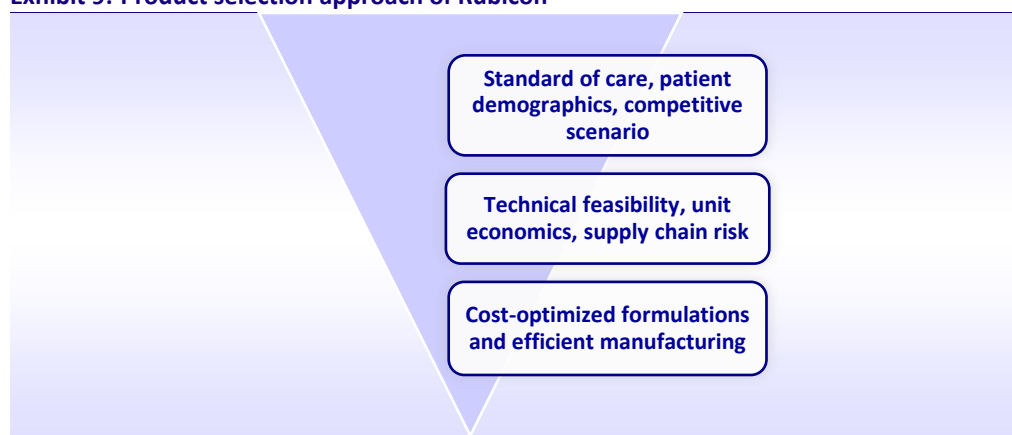 Exhibit 9: Product selection approach of Rubicon
Standard of care, patient
demographics, competitive
scenario
Technical feasibility, unit
economics, supply chain risk
Cost-optimized formulations
and efficient manufacturing